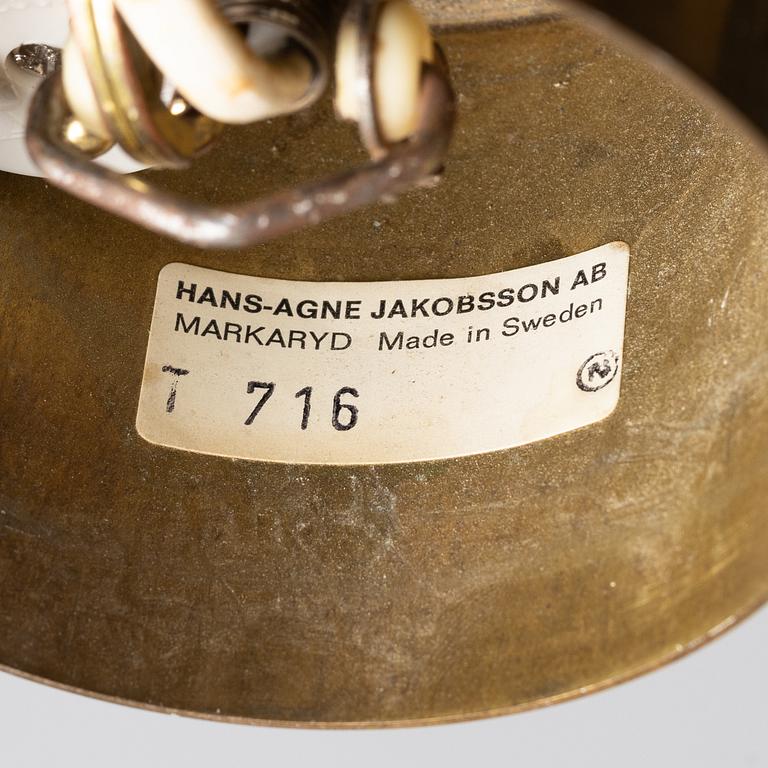 HANS-AGNE JAKOBSSON AB
MARKARYD Made in Sweden
T 716